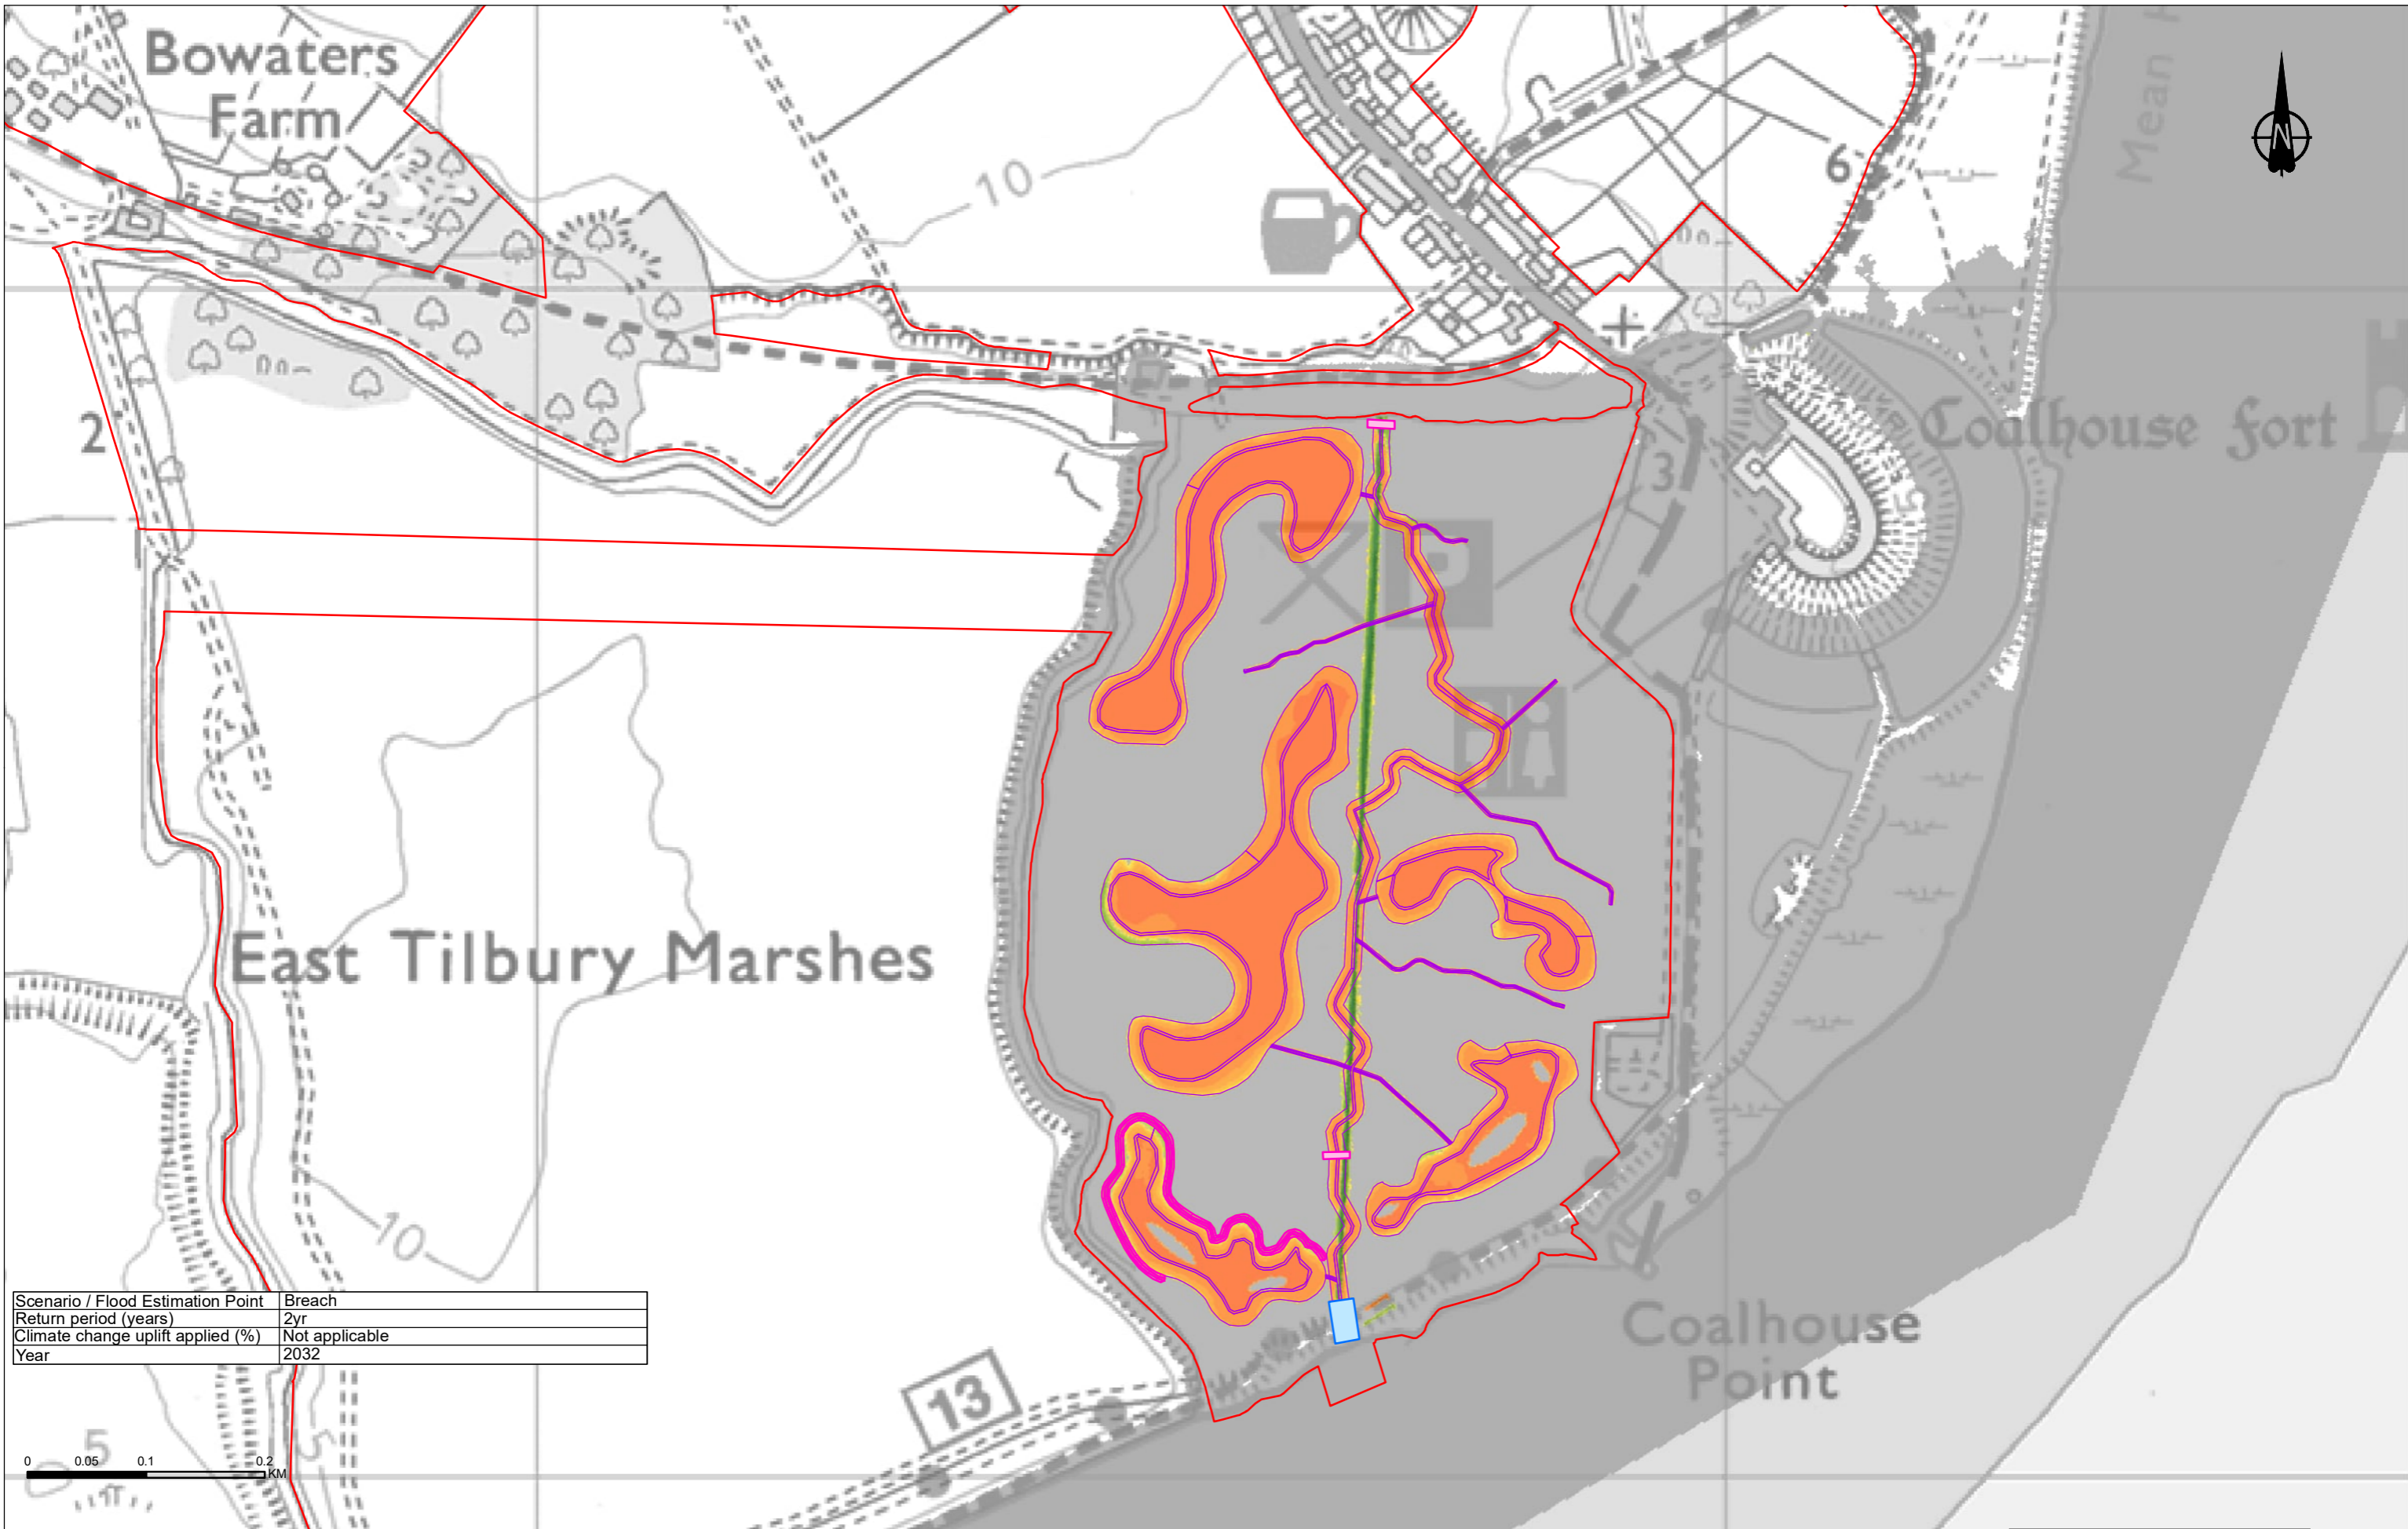 Bowaters
Farm
10
6
Mean H
N
2
3
Coalhouse Fort
P
15
East Tilbury Marshes
10
Scenario / Flood Estimation Point Breach
Return period (years) 2yr
Climate change uplift applied (%) Not applicable
Year 2032
Coalhouse
Point
13
5
0 0.05 0.1 0.2
KM